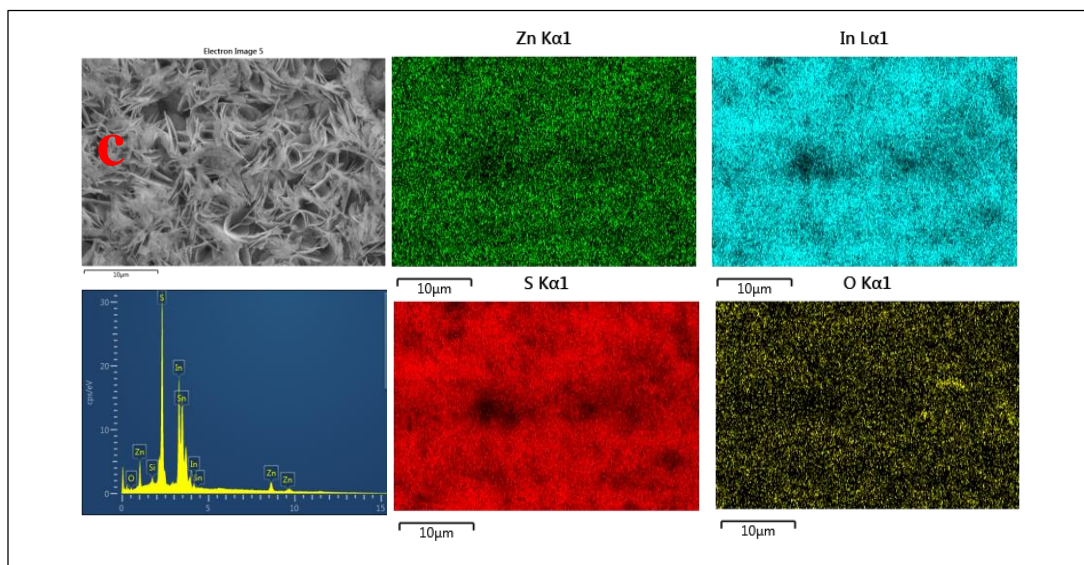 Electron Image 5
Zn Kα1
In Lα1
c
10μm
10μm
10μm
S Kα1
O Kα1
30
20
10
0
cps/eV
S
In
Sn
Zn
Si
O
In
Sn
Zn
Zn
0
5
10
15
10μm
10μm